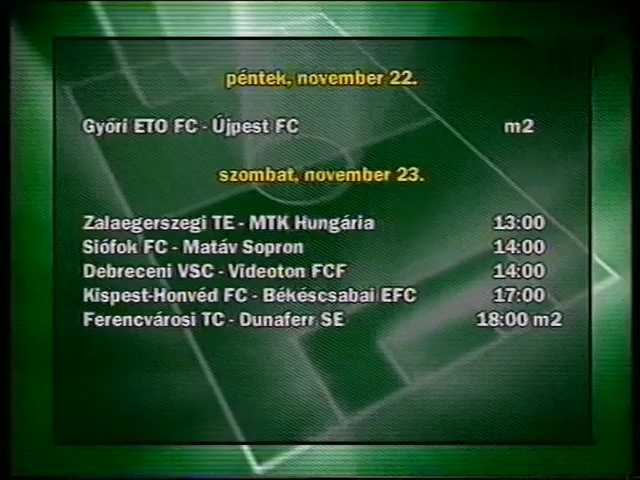 péntek, november 22.
Győri ETO FC - Újpest FC m2
szombat, november 23.
Zalaegerszegi TE - MTK Hungária 13:00
Siófok FC - Matáv Sopron 14:00
Debreceni VSC - Videoton FCF 14:00
Kispest-Honvéd FC - Békéscsabai EFC 17:00
Ferencvárosi TC - Dunaferr SE 18:00 m2